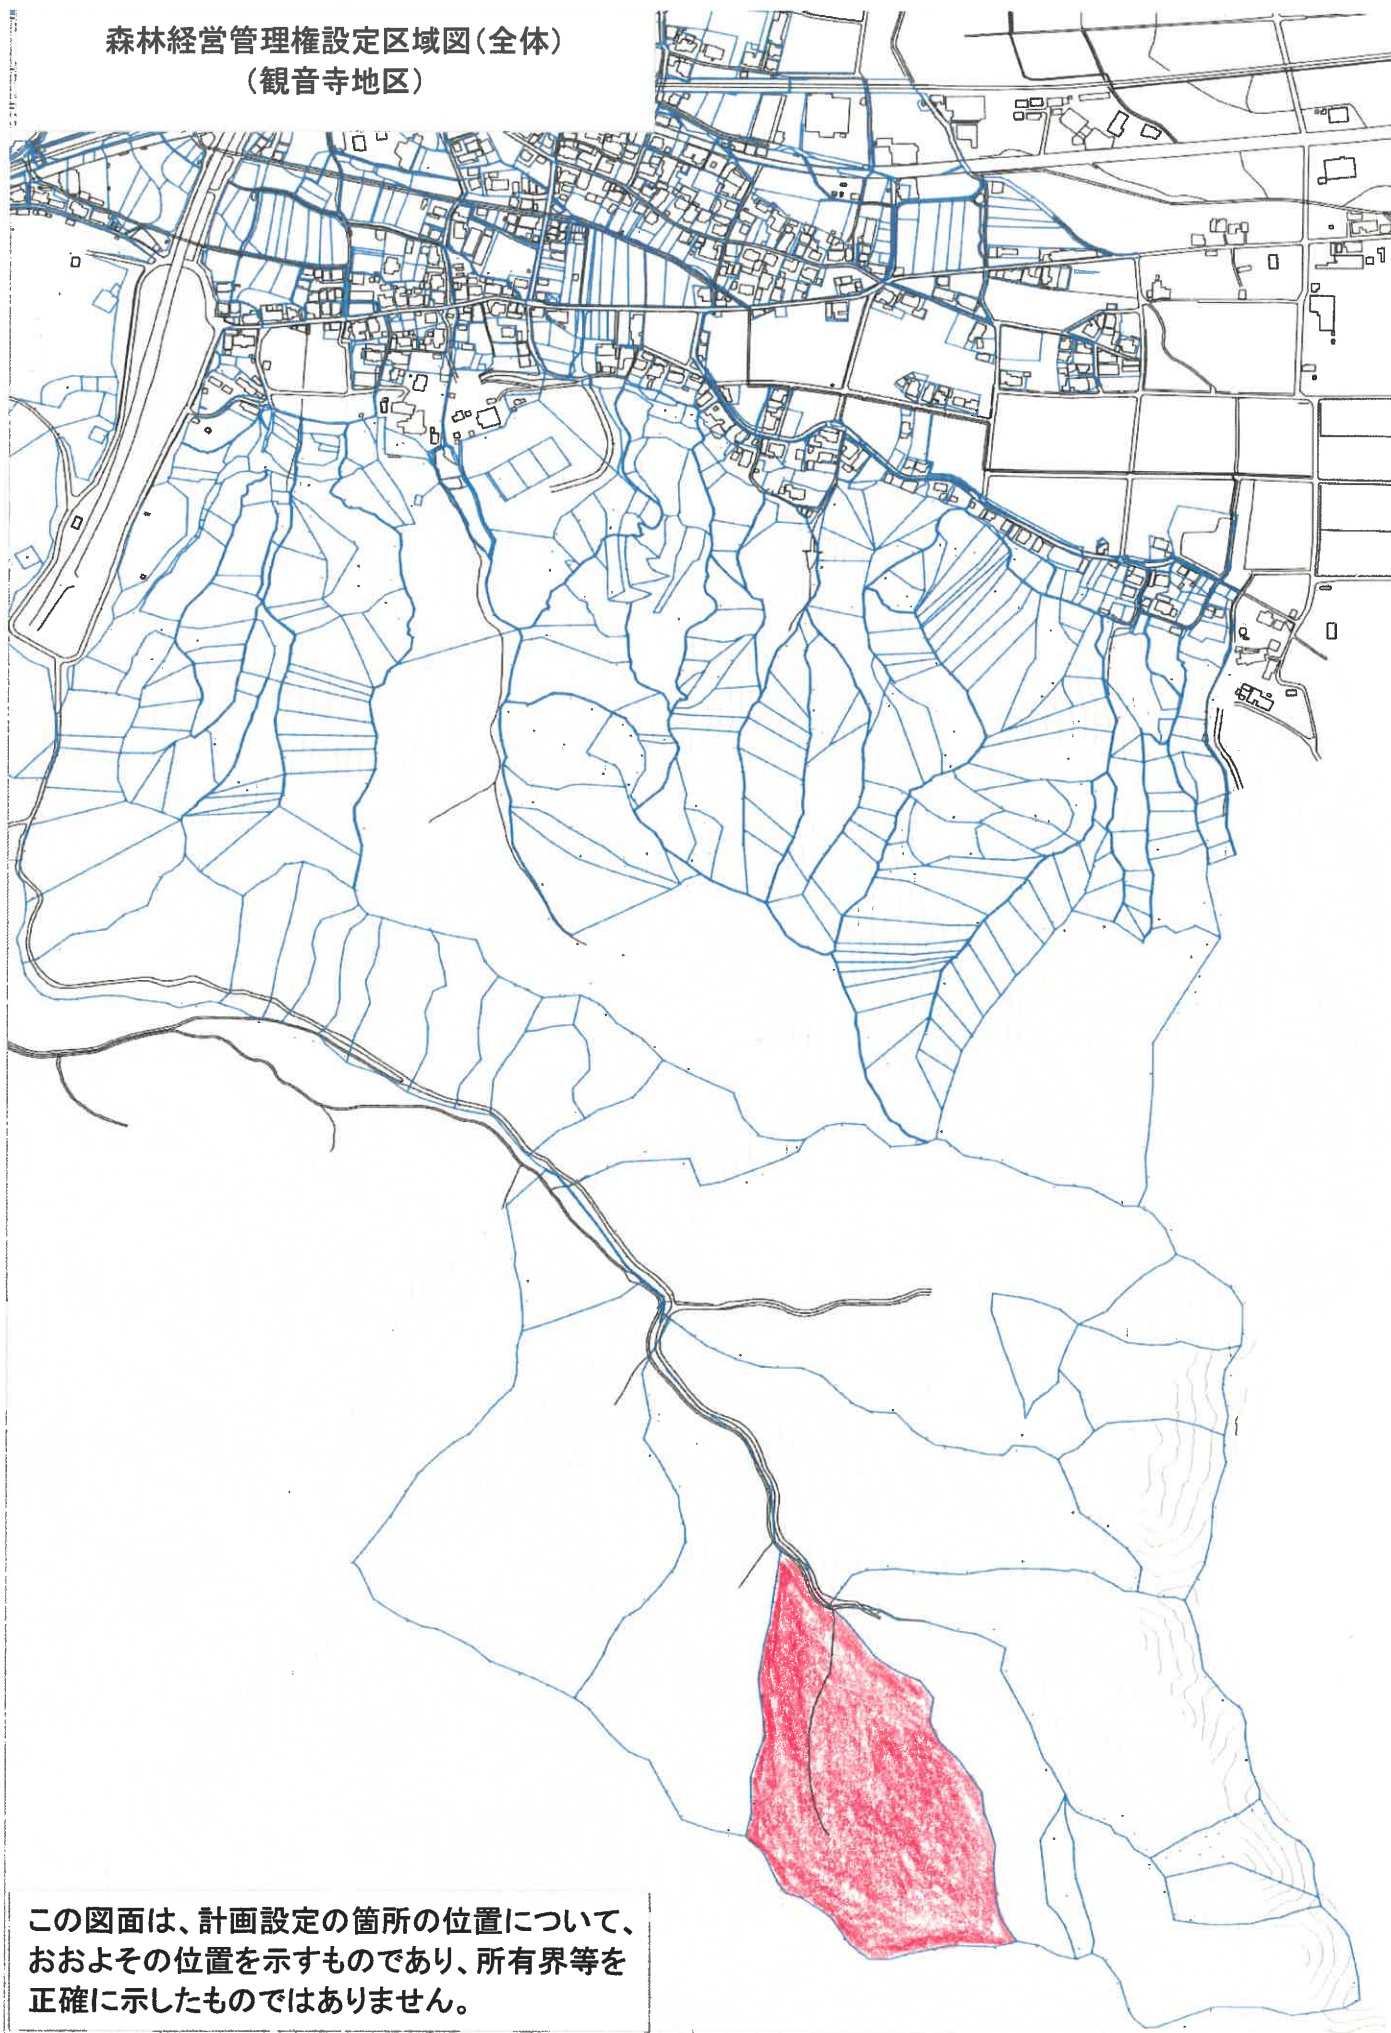 森林経営管理権設定区域図(全体)
(観音寺地区)
この図面は、計画設定の箇所の位置について、
おおよその位置を示すものであり、所有界等を
正確に示したものではありません。